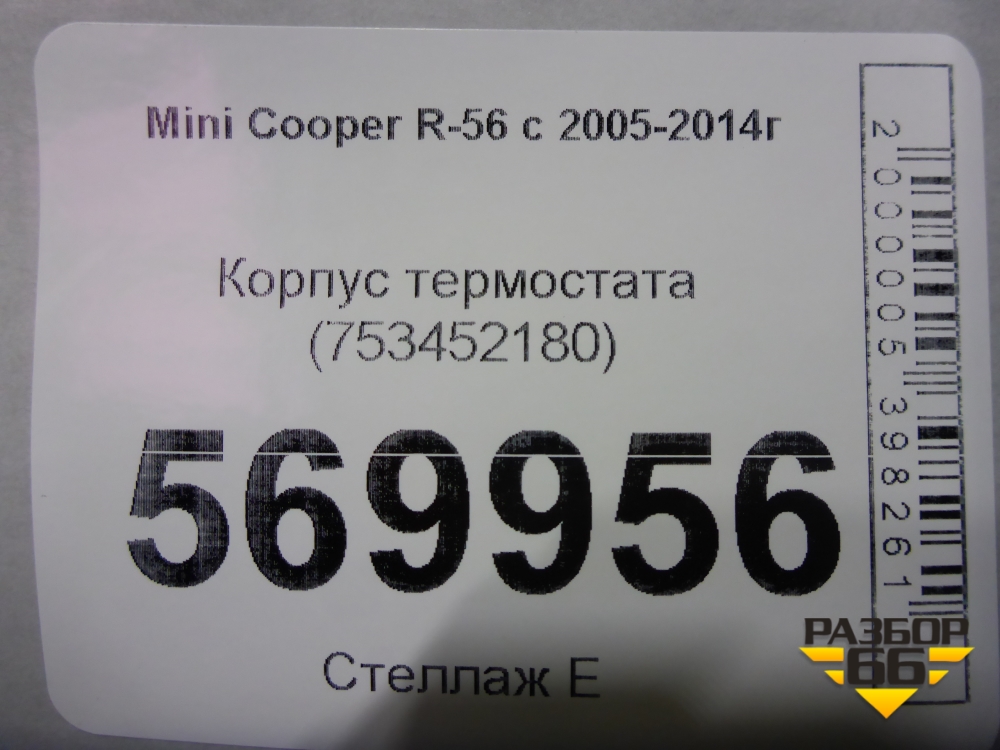 Mini Cooper R-56 с 2005-2014г
Корпус термостата
(753452180)
569956
Стеллаж Е
2000005398261
РАЗБОР
66